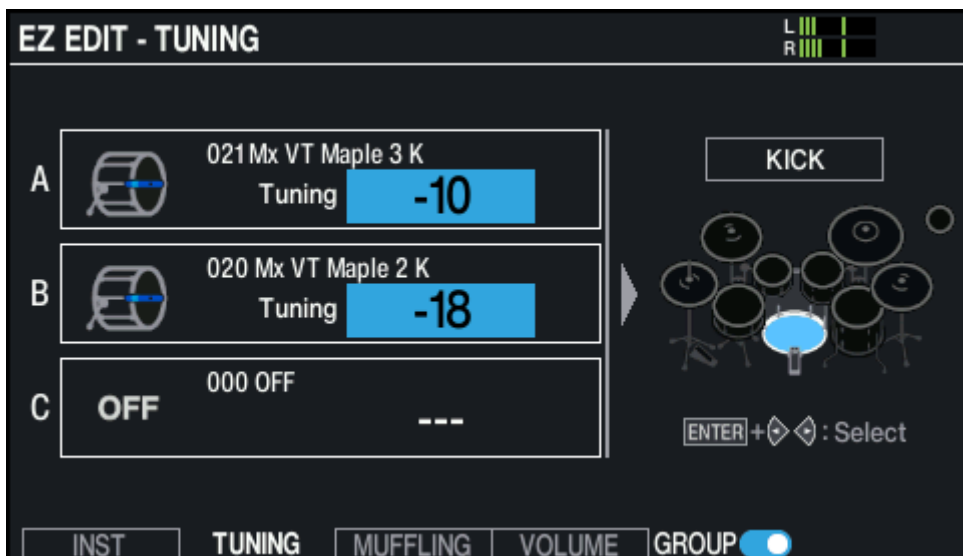 EZ EDIT - TUNING
L
R
A
021 Mx VT Maple 3 K
Tuning
-10
B
020 Mx VT Maple 2 K
Tuning
-18
C
OFF
000 OFF
---
KICK
ENTER + : Select
INST
TUNING
MUFFLING
VOLUME
GROUP